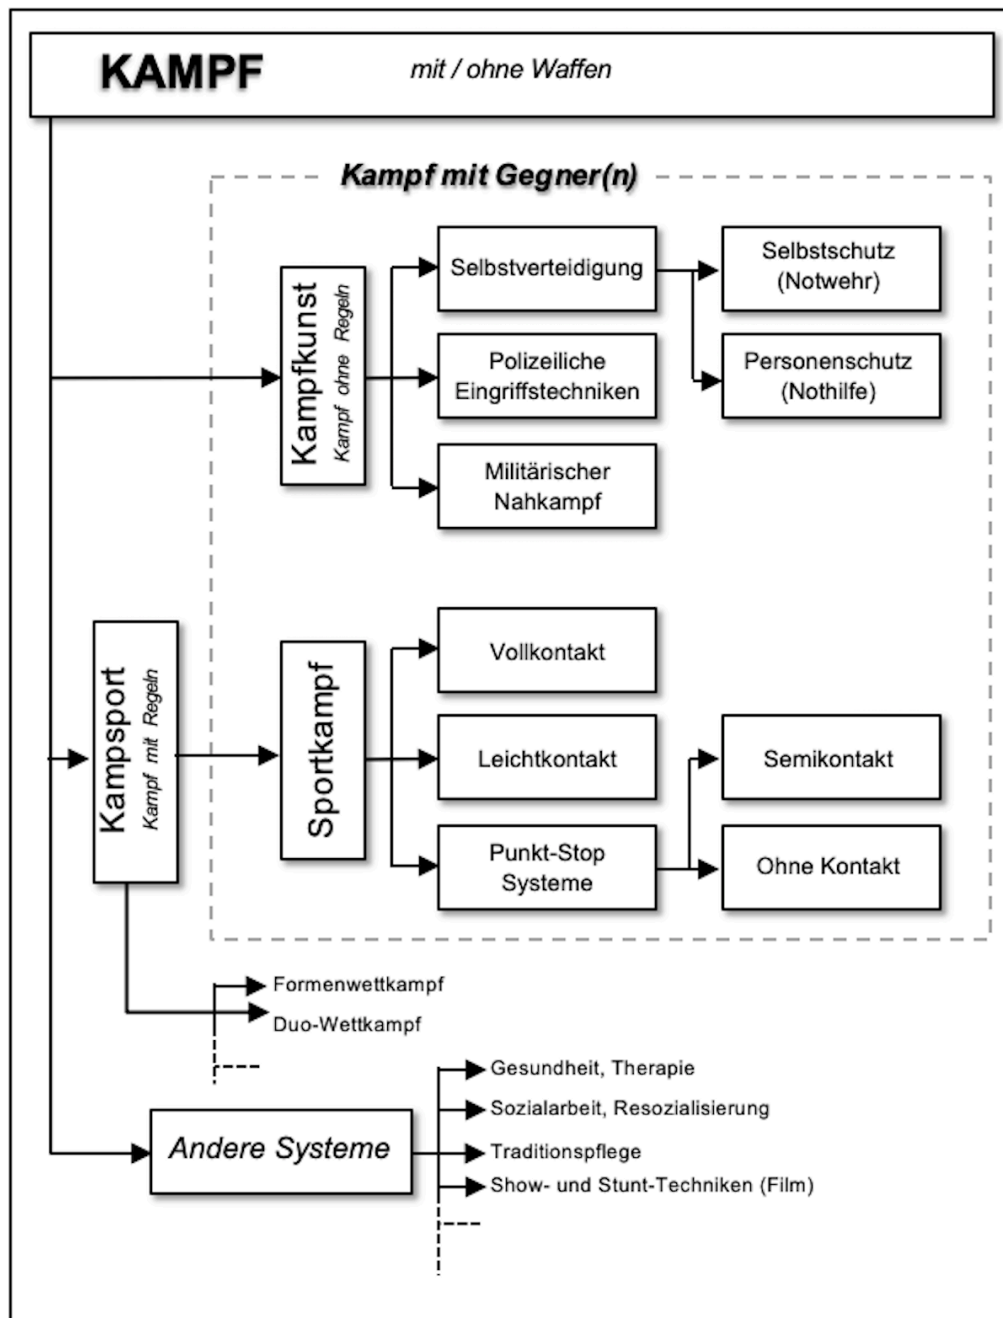 KAMPF mit / ohne Waffen
Kampf mit Gegner(n)
Kampfkunst
Kampf ohne Regeln
Selbstverteidigung
Selbstschutz
(Notwehr)
Personenschutz
(Nothilfe)
Polizeiliche
Eingriffstechniken
Militärischer
Nahkampf
Kampsport
Kampf mit Regeln
Sportkampf
Vollkontakt
Leichtkontakt
Punkt-Stop
Systeme
Semikontakt
Ohne Kontakt
Formenwettkampf
Duo-Wettkampf
Andere Systeme
Gesundheit, Therapie
Sozialarbeit, Resozialisierung
Traditionspflege
Show- und Stunt-Techniken (Film)